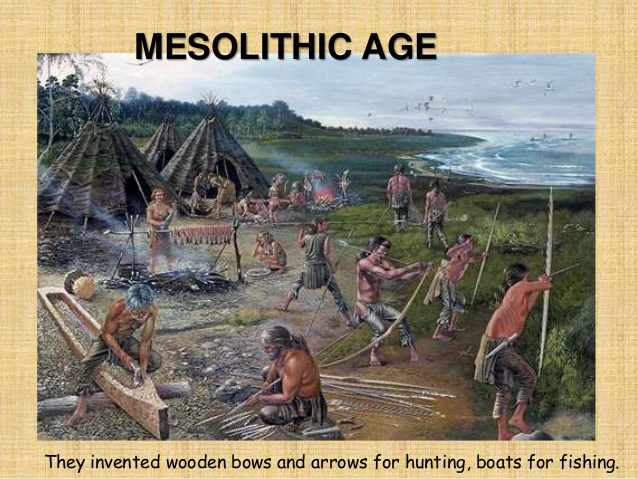 MESOLITHIC AGE
They invented wooden bows and arrows for hunting, boats for fishing.